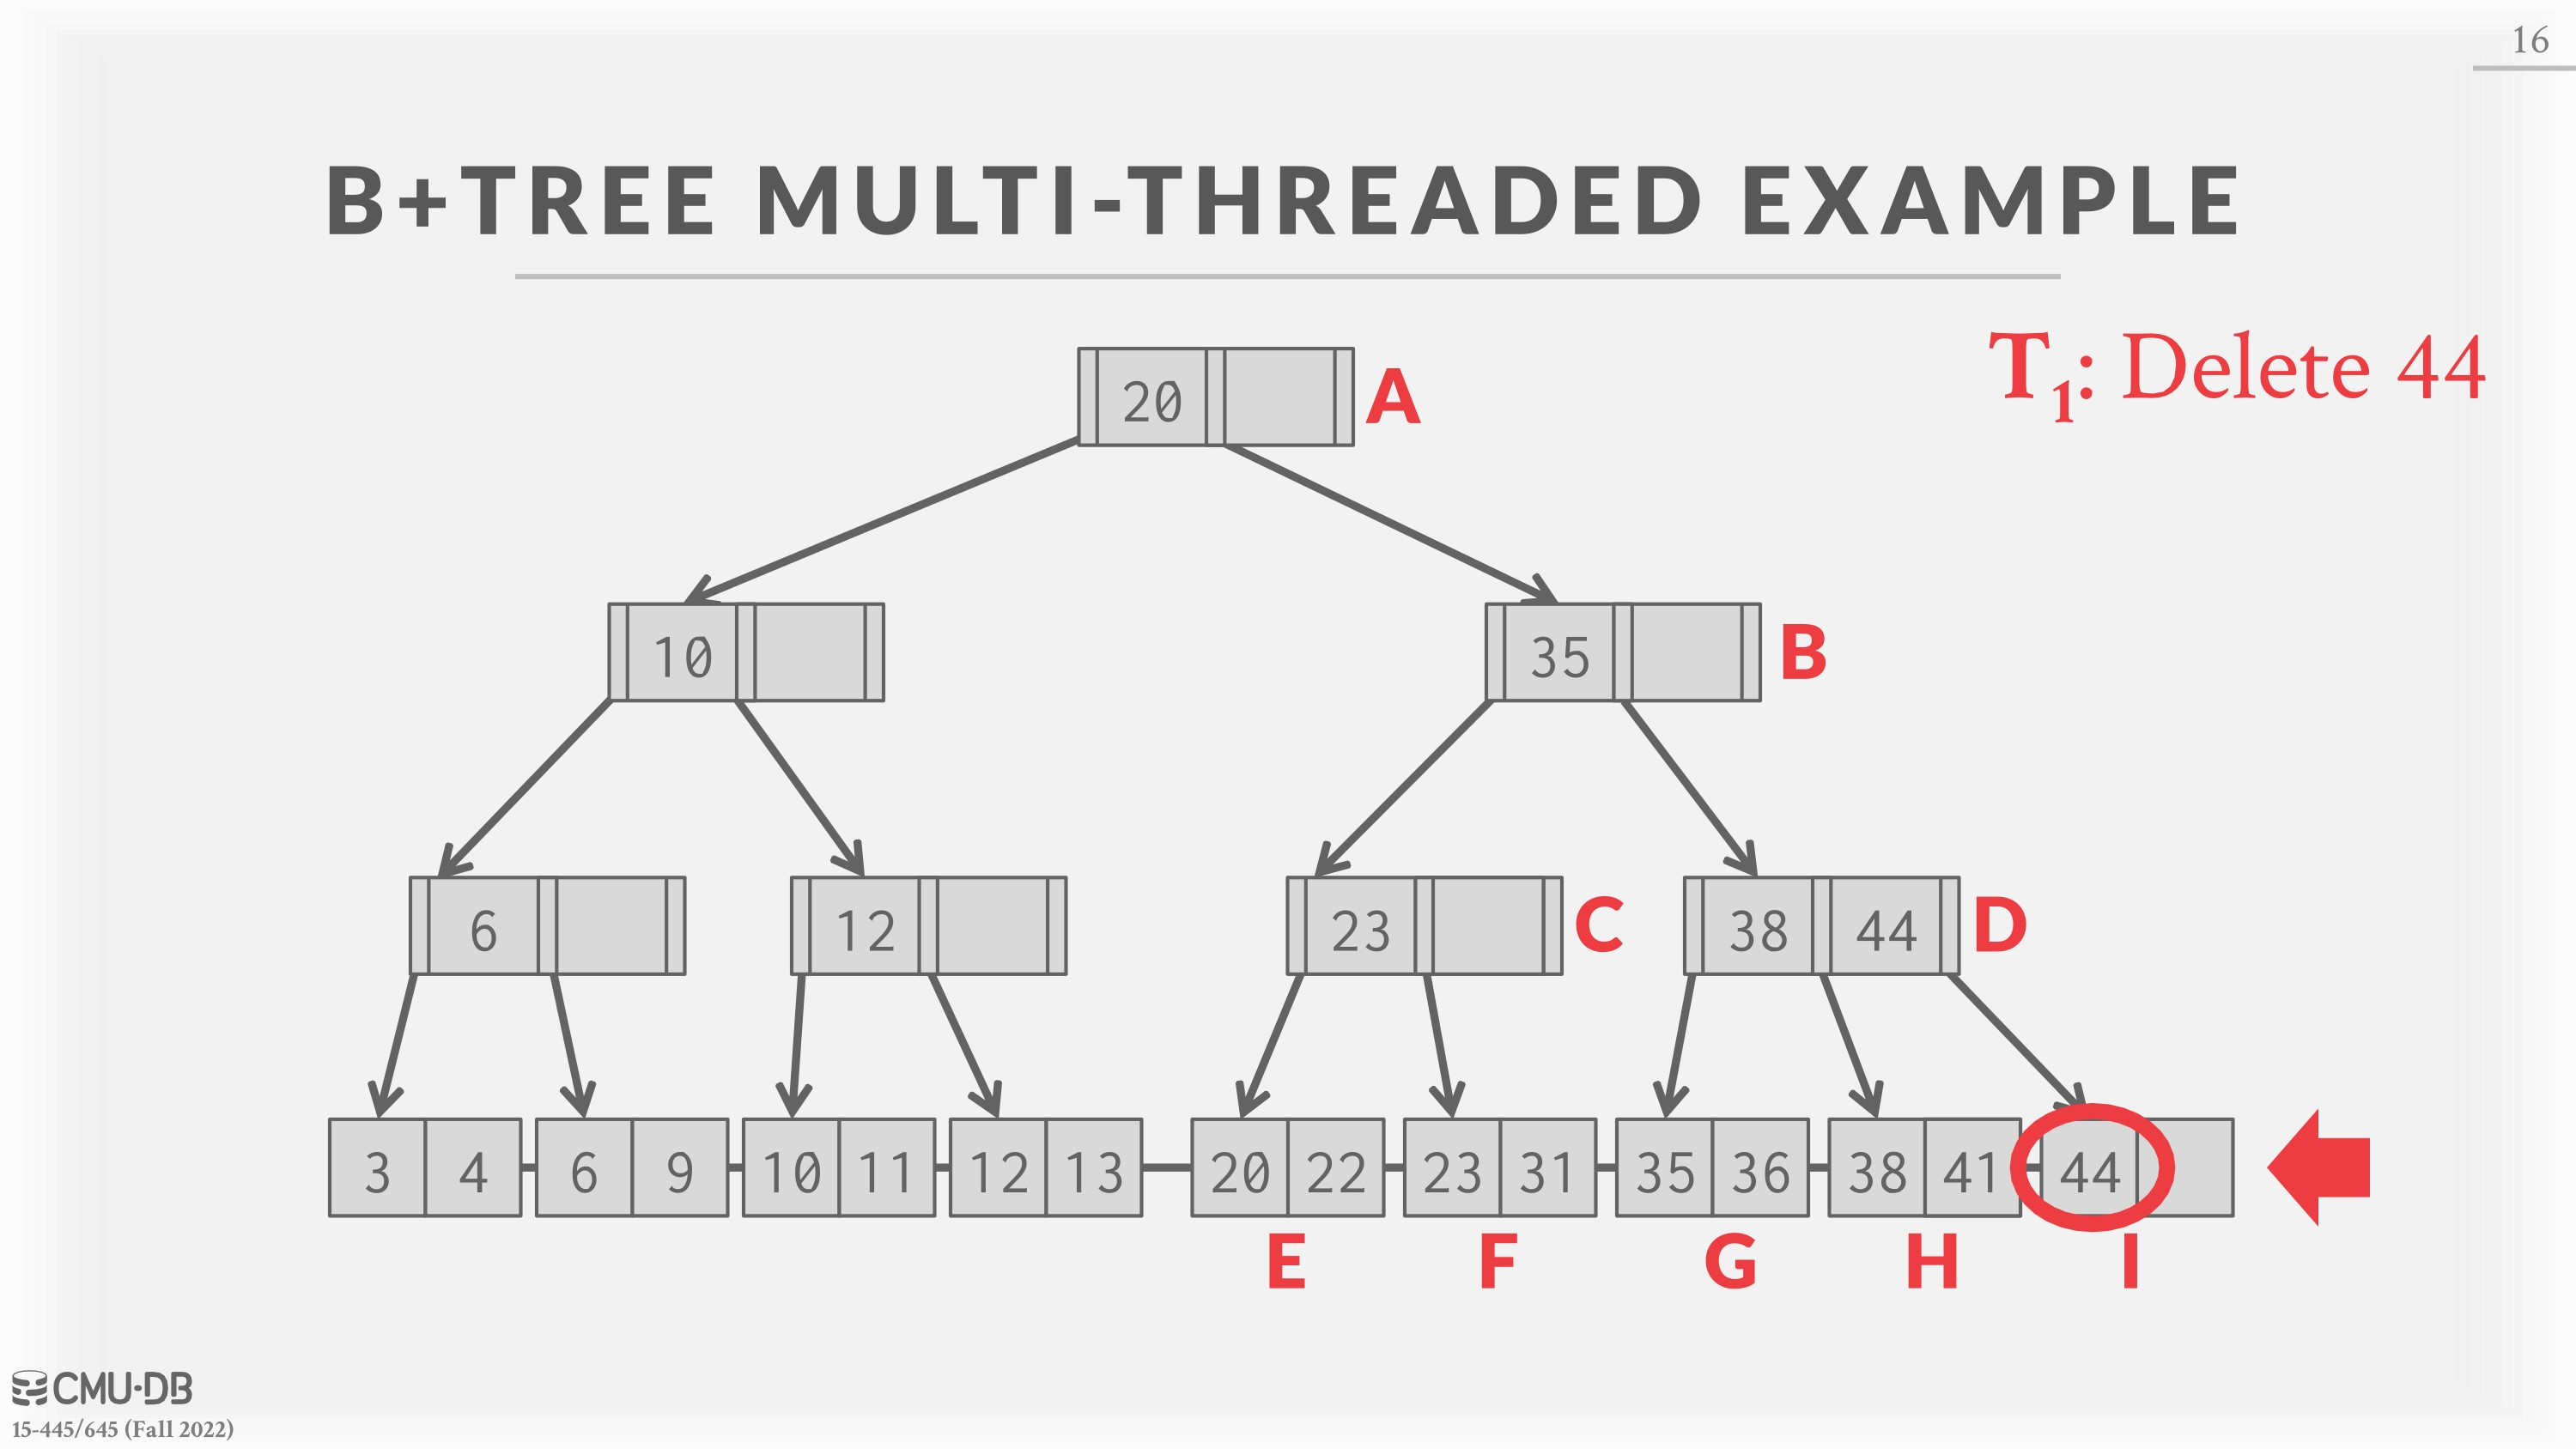 16
B+TREE MULTI-THREADED EXAMPLE
T1: Delete 44
20 A
10 35 B
6 12 23 C 38 44 D
3 4 6 9 10 11 12 13 20 22 23 31 35 36 38 41 44
E F G H I
CMU·DB
15-445/645 (Fall 2022)